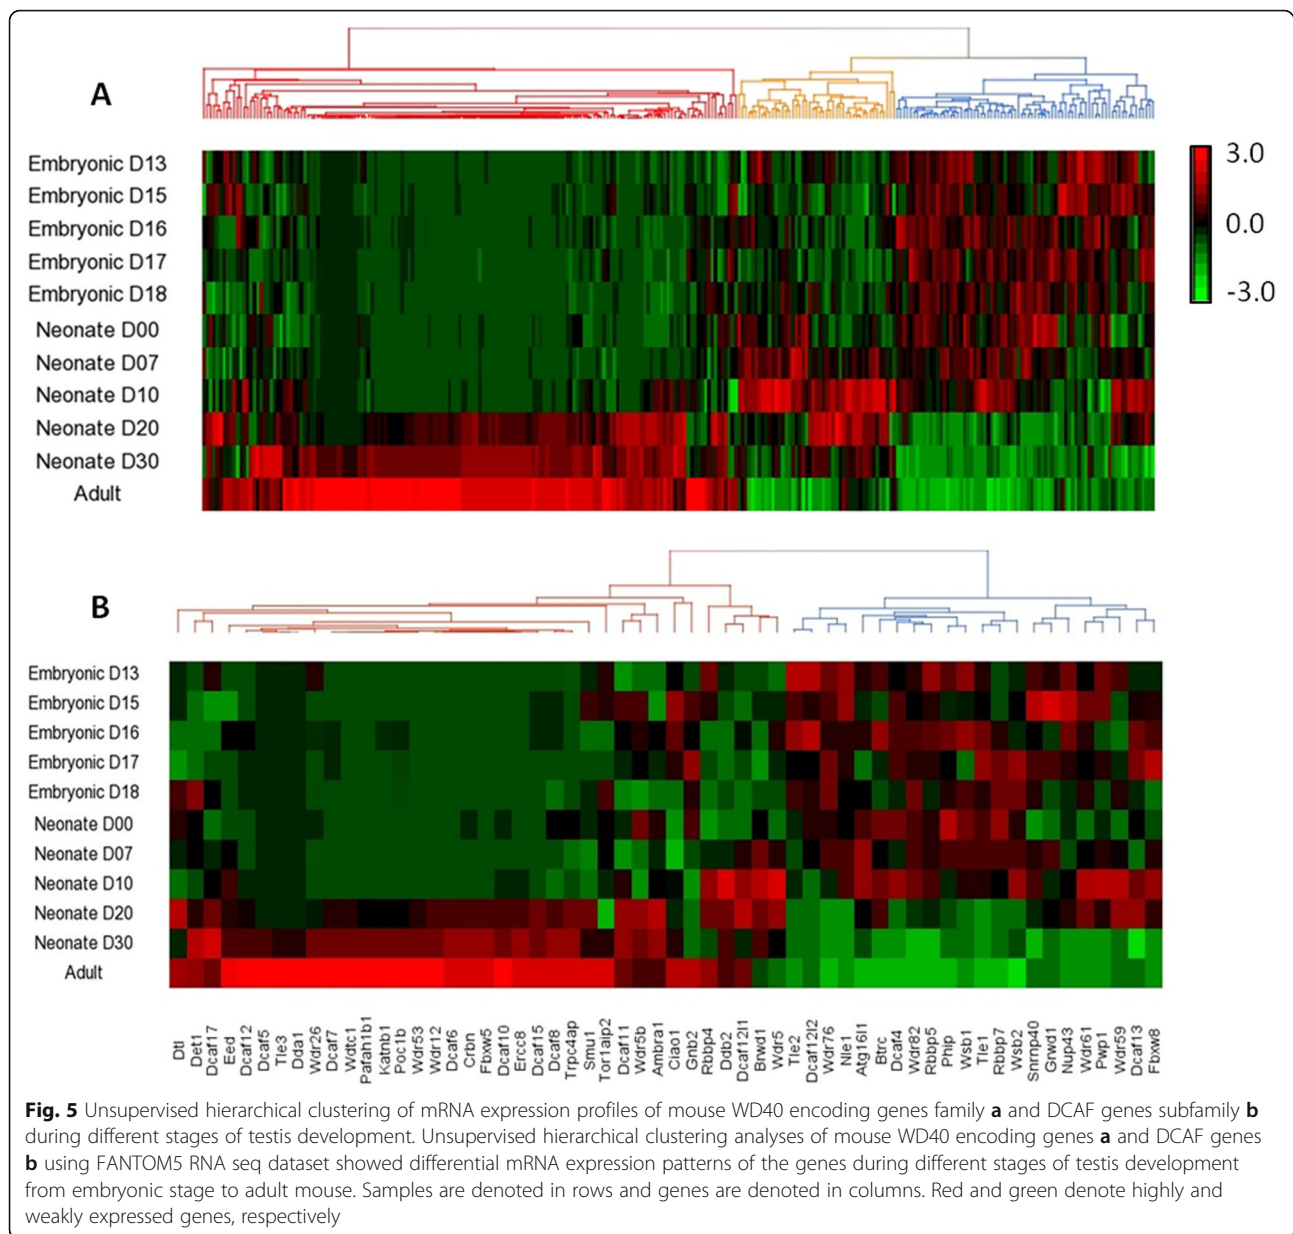 A
Embryonic D13
Embryonic D15
Embryonic D16
Embryonic D17
Embryonic D18
Neonate D00
Neonate D07
Neonate D10
Neonate D20
Neonate D30
Adult
3.0
0.0
-3.0
B
Embryonic D13
Embryonic D15
Embryonic D16
Embryonic D17
Embryonic D18
Neonate D00
Neonate D07
Neonate D10
Neonate D20
Neonate D30
Adult
Dtl
Det1
Dcaf17
Eed
Dcaf12
Dcaf5
Tle3
Dda1
Wdr26
Dcaf7
Wdtc1
Pafah1b1
Katnb1
Poc1b
Wdr53
Wdr12
Dcaf6
Crbn
Fbxw5
Dcaf10
Ercc8
Dcaf15
Dcaf8
Trpc4ap
Smu1
Tor1aip2
Dcaf11
Wdr5b
Ambra1
Ciao1
Gnb2
Rbbp4
Ddb2
Dcaf12l1
Brwd1
Wdr5
Tle2
Dcaf12l2
Wdr76
Nle1
Atg16l1
Btrc
Dcaf4
Wdr82
Rbbp5
Phip
Wsb1
Tle1
Rbbp7
Wsb2
Snrnp40
Grwd1
Nup43
Wdr61
Pwp1
Wdr59
Dcaf13
Fbxw8
Fig. 5 Unsupervised hierarchical clustering of mRNA expression profiles of mouse WD40 encoding genes family a and DCAF genes subfamily b
during different stages of testis development. Unsupervised hierarchical clustering analyses of mouse WD40 encoding genes a and DCAF genes
b using FANTOM5 RNA seq dataset showed differential mRNA expression patterns of the genes during different stages of testis development
from embryonic stage to adult mouse. Samples are denoted in rows and genes are denoted in columns. Red and green denote highly and
weakly expressed genes, respectively